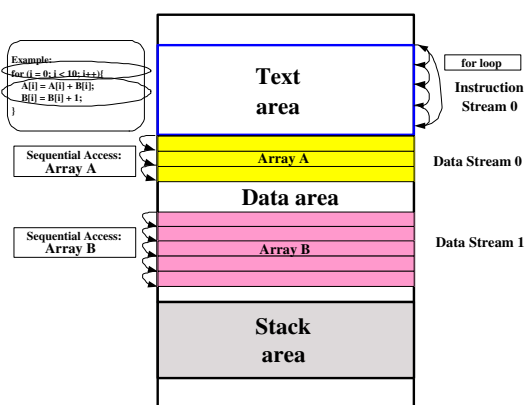 Example:
for (i = 0; i < 10; i++){
A[i] = A[i] + B[i];
B[i] = B[i] + 1;
}
Text
area
for loop
Instruction
Stream 0
Sequential Access:
Array A
Array A
Data Stream 0
Data area
Sequential Access:
Array B
Array B
Data Stream 1
Stack
area